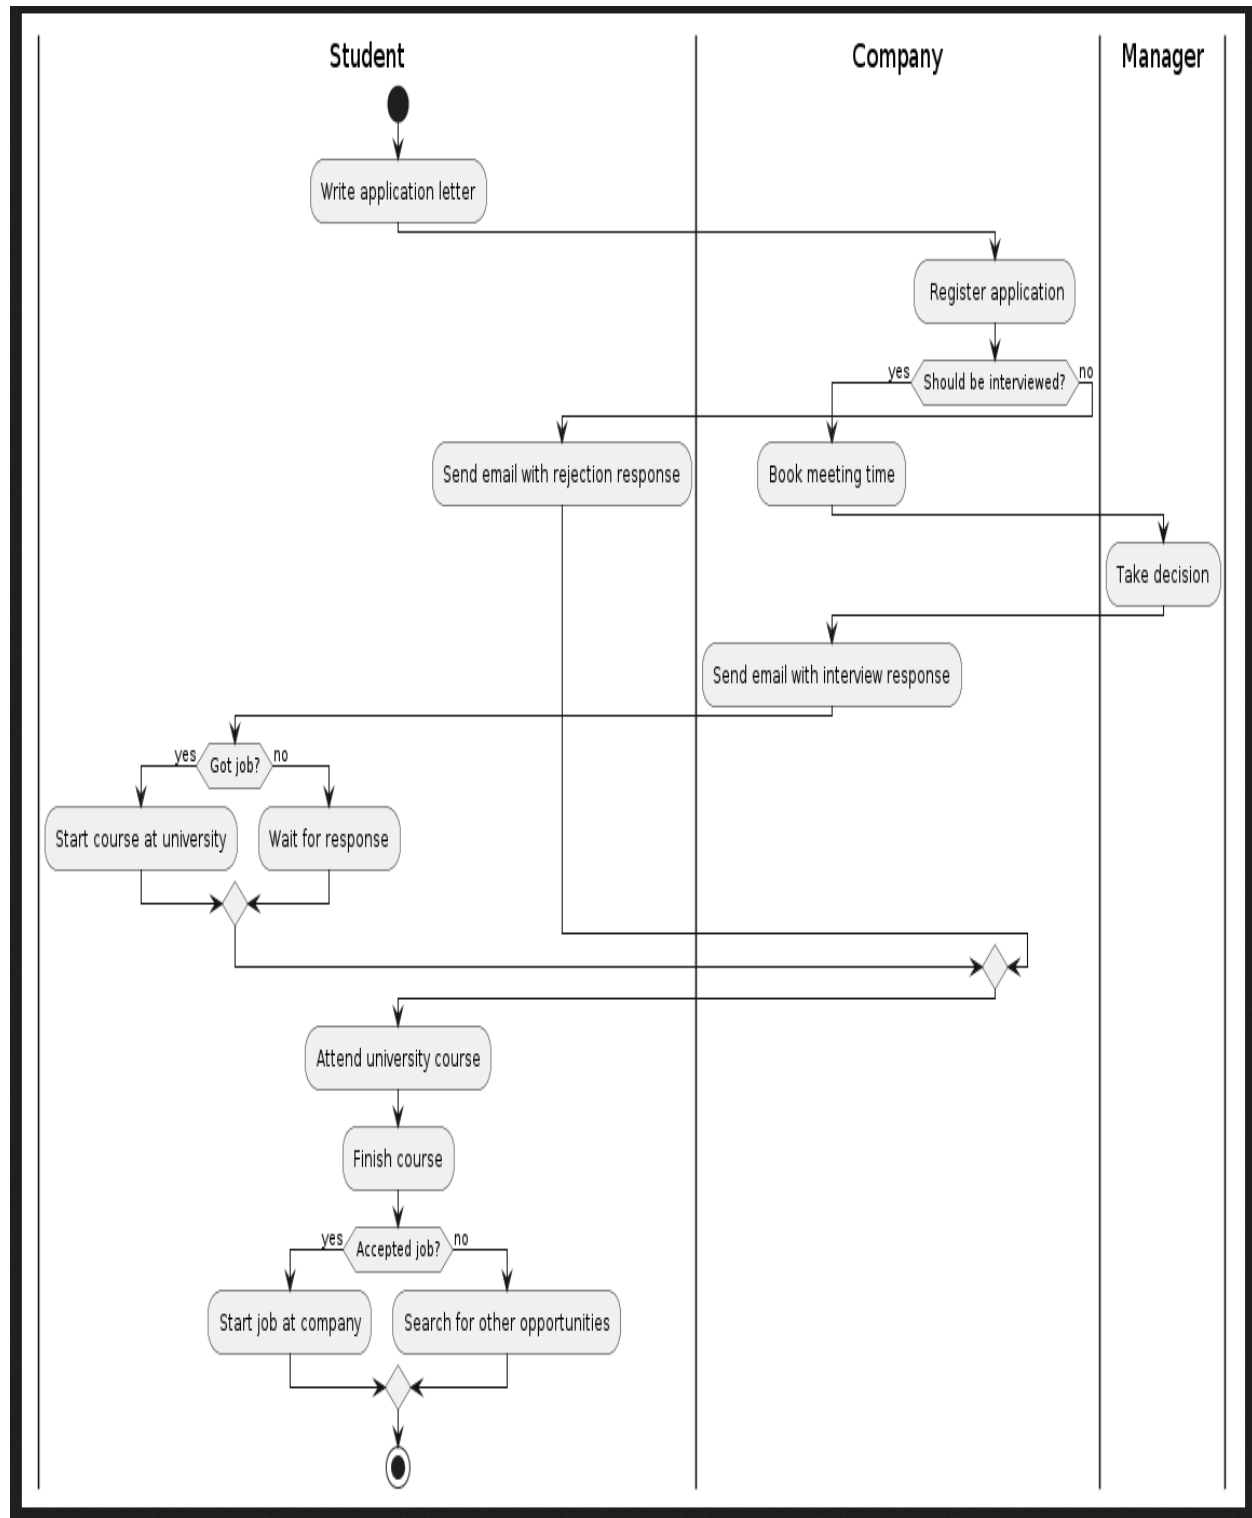 Student
Company
Manager
Write application letter
Register application
Should be interviewed?
yes
no
Send email with rejection response
Book meeting time
Take decision
Send email with interview response
Got job?
yes
no
Start course at university
Wait for response
Attend university course
Finish course
Accepted job?
yes
no
Start job at company
Search for other opportunities